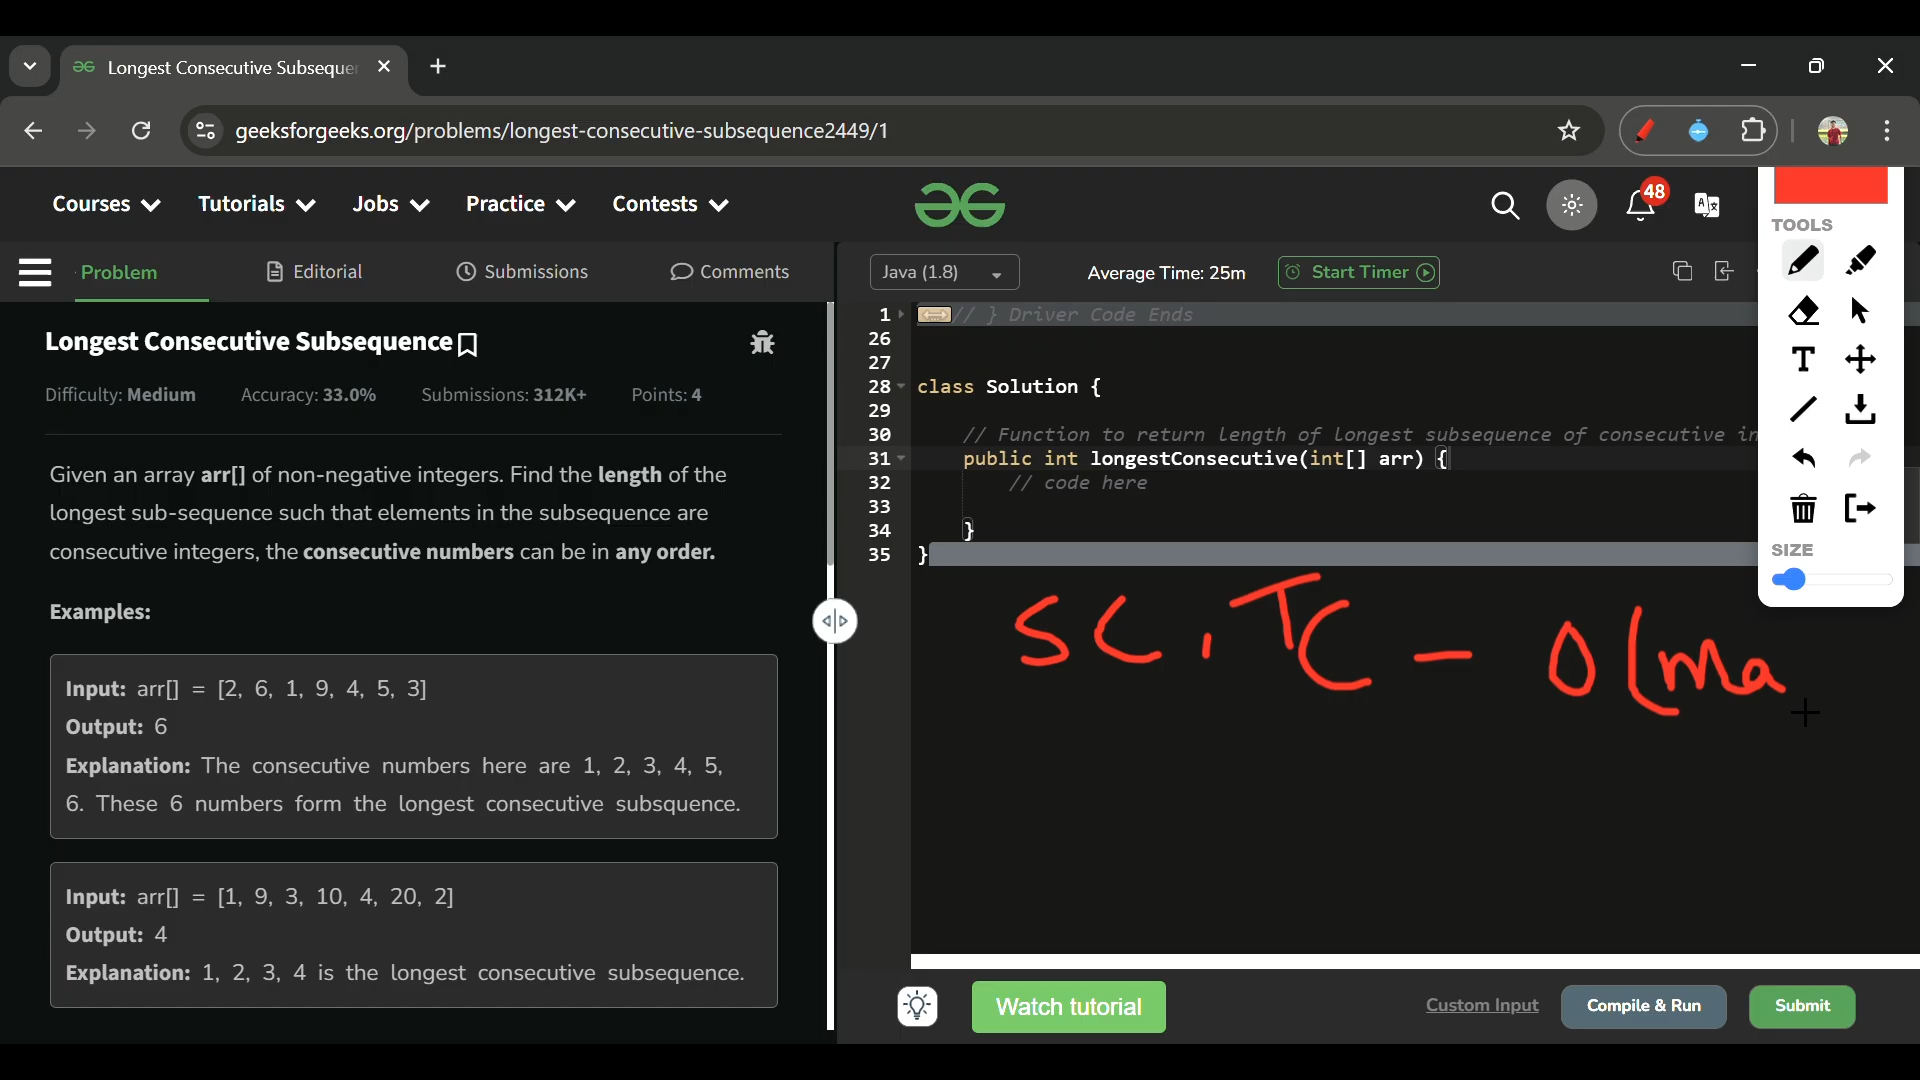 Longest Consecutive Subseque
geeksforgeeks.org/problems/longest-consecutive-subsequence2449/1
Courses
Tutorials
Jobs
Practice
Contests
48
Problem
Editorial
Submissions
Comments
Longest Consecutive Subsequence
Difficulty: Medium Accuracy: 33.0% Submissions: 312K+ Points: 4
Given an array arr[] of non-negative integers. Find the length of the
longest sub-sequence such that elements in the subsequence are
consecutive integers, the consecutive numbers can be in any order.
Examples:
Input: arr[] = [2, 6, 1, 9, 4, 5, 3]
Output: 6
Explanation: The consecutive numbers here are 1, 2, 3, 4, 5,
6. These 6 numbers form the longest consecutive subsquence.
Input: arr[] = [1, 9, 3, 10, 4, 20, 2]
Output: 4
Explanation: 1, 2, 3, 4 is the longest consecutive subsequence.
Java (1.8)
Average Time: 25m
Start Timer
1 // } Driver Code Ends
26
27
28 class Solution {
29
30 // Function to return length of longest subsequence of consecutive in
31 public int longestConsecutive(int[] arr) {
32 // code here
33
34 }
35 }
SC, TC - O(ma
Watch tutorial
Custom Input
Compile & Run
Submit
TOOLS
T
SIZE